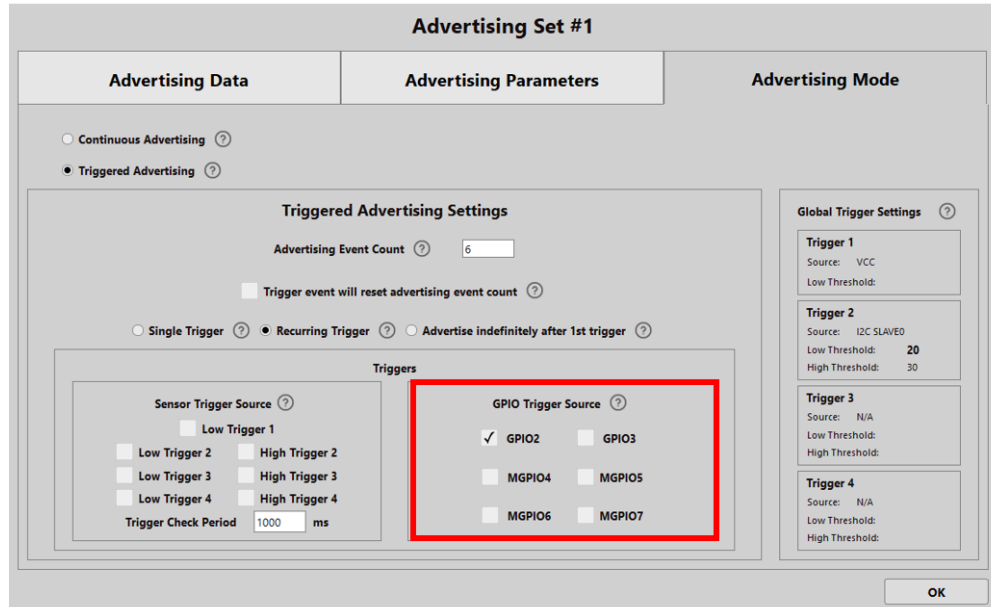 Advertising Set #1
Advertising Data
Advertising Parameters
Advertising Mode
Continuous Advertising ?
Triggered Advertising ?
Triggered Advertising Settings
Advertising Event Count ? 6
Trigger event will reset advertising event count ?
Single Trigger ? Recurring Trigger ? Advertise indefinitely after 1st trigger ?
Triggers
Sensor Trigger Source ?
Low Trigger 1
Low Trigger 2 High Trigger 2
Low Trigger 3 High Trigger 3
Low Trigger 4 High Trigger 4
Trigger Check Period 1000 ms
GPIO Trigger Source ?
GPIO2 GPIO3
MGPIO4 MGPIO5
MGPIO6 MGPIO7
Global Trigger Settings ?
Trigger 1
Source: VCC
Low Threshold:
Trigger 2
Source: I2C SLAVE0
Low Threshold: 20
High Threshold: 30
Trigger 3
Source: N/A
Low Threshold:
High Threshold:
Trigger 4
Source: N/A
Low Threshold:
High Threshold:
OK